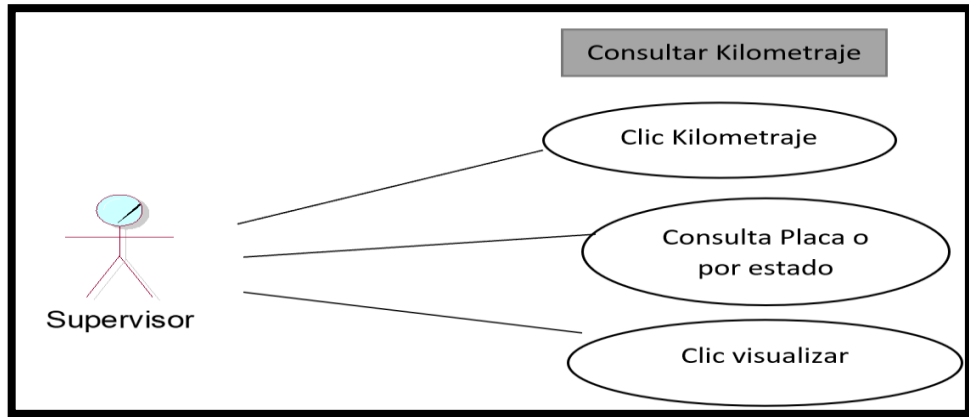 Consultar Kilometraje
Clic Kilometraje
Consulta Placa o
por estado
Supervisor
Clic visualizar